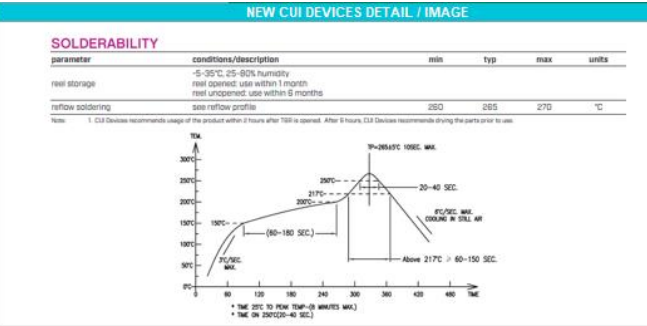 NEW CUI DEVICES DETAIL / IMAGE
SOLDERABILITY
parameter conditions/description min typ max units
-5-35°C, 25-80% humidity
reel storage reel opened: use within 1 month
reel unopened: use within 6 months
reflow soldering see reflow profile 260 265 270 °C
Note: 1. CUI Devices recommends usage of the product within 2 hours after is opened. After 6 hours, CUI Devices recommends drying the parts prior to use.
TEM.
TP=265±5°C 10SEC. MAX.
300°C
250°C 250°C 20-40 SEC.
217°C
200°C 200°C
8°C/SEC. MAX.
COOLING IN STILL AIR
150°C 150°C
(60-180 SEC.)
100°C
3°C/SEC. MAX.
Above 217°C 60-150 SEC.
50°C
0°C
0 60 120 180 240 300 360 420 480 TIME
* TIME 25°C TO PEAK TEMP-(8 MINUTES MAX.)
* TIME ON 250°C(20-40 SEC.)